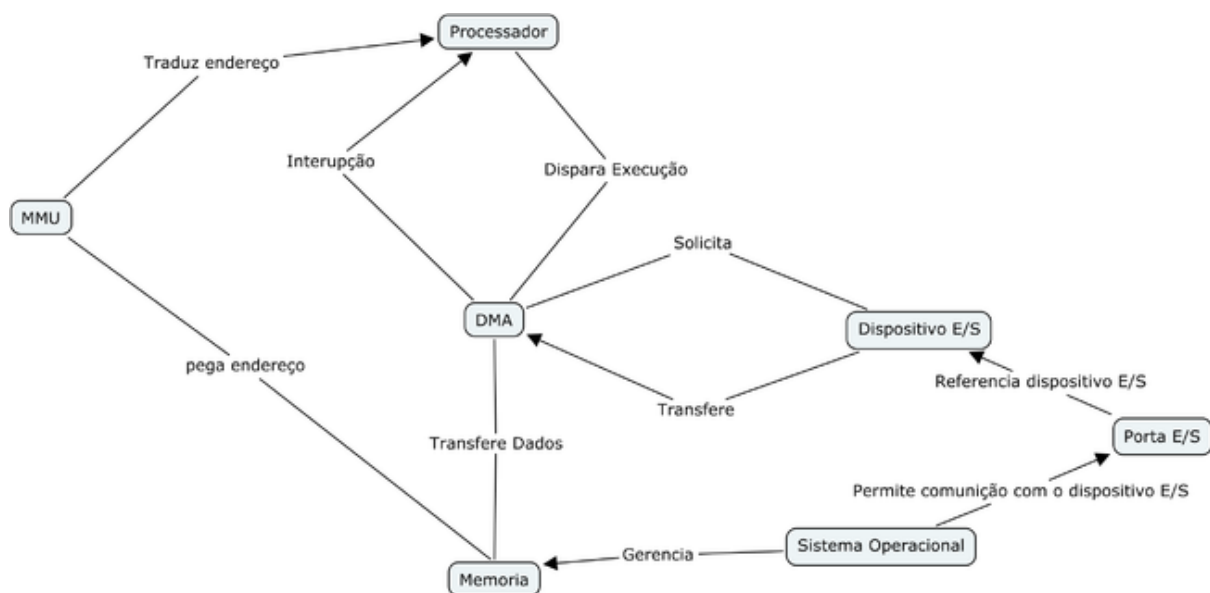 Processador
Traduz endereço
Interupção
Dispara Execução
MMU
Solicita
DMA
Dispositivo E/S
pega endereço
Referencia dispositivo E/S
Transfere
Porta E/S
Transfere Dados
Permite comunição com o dispositivo E/S
Sistema Operacional
Gerencia
Memoria